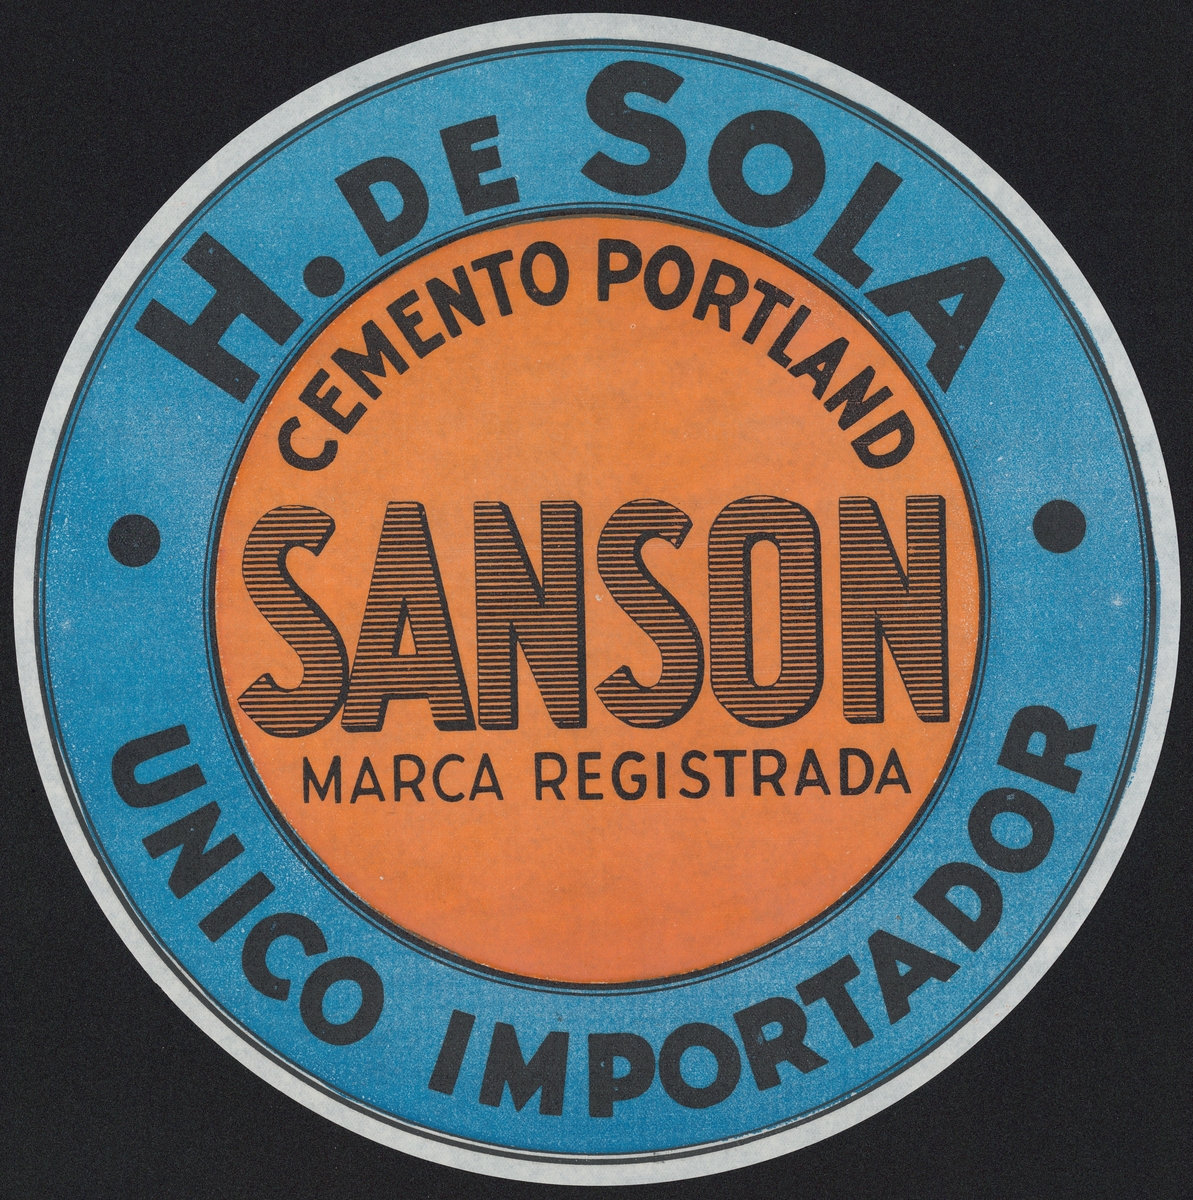 H. DE SOLA
CEMENTO PORTLAND
SANSON
MARCA REGISTRADA
UNICO IMPORTADOR